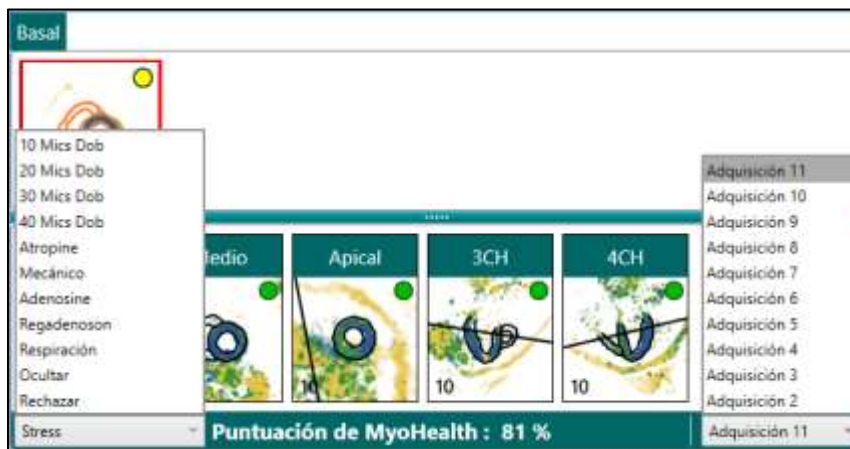 Basal
10 Mics Dob
20 Mics Dob
30 Mics Dob
40 Mics Dob
Atropine
Mecánico
Adenosine
Regadenoson
Respiración
Ocultar
Rechazar
Stress
Apical
3CH
4CH
10
10
10
Puntuación de MyoHealth : 81 %
Adquisición 11
Adquisición 10
Adquisición 9
Adquisición 8
Adquisición 7
Adquisición 6
Adquisición 5
Adquisición 4
Adquisición 3
Adquisición 2
Adquisición 11